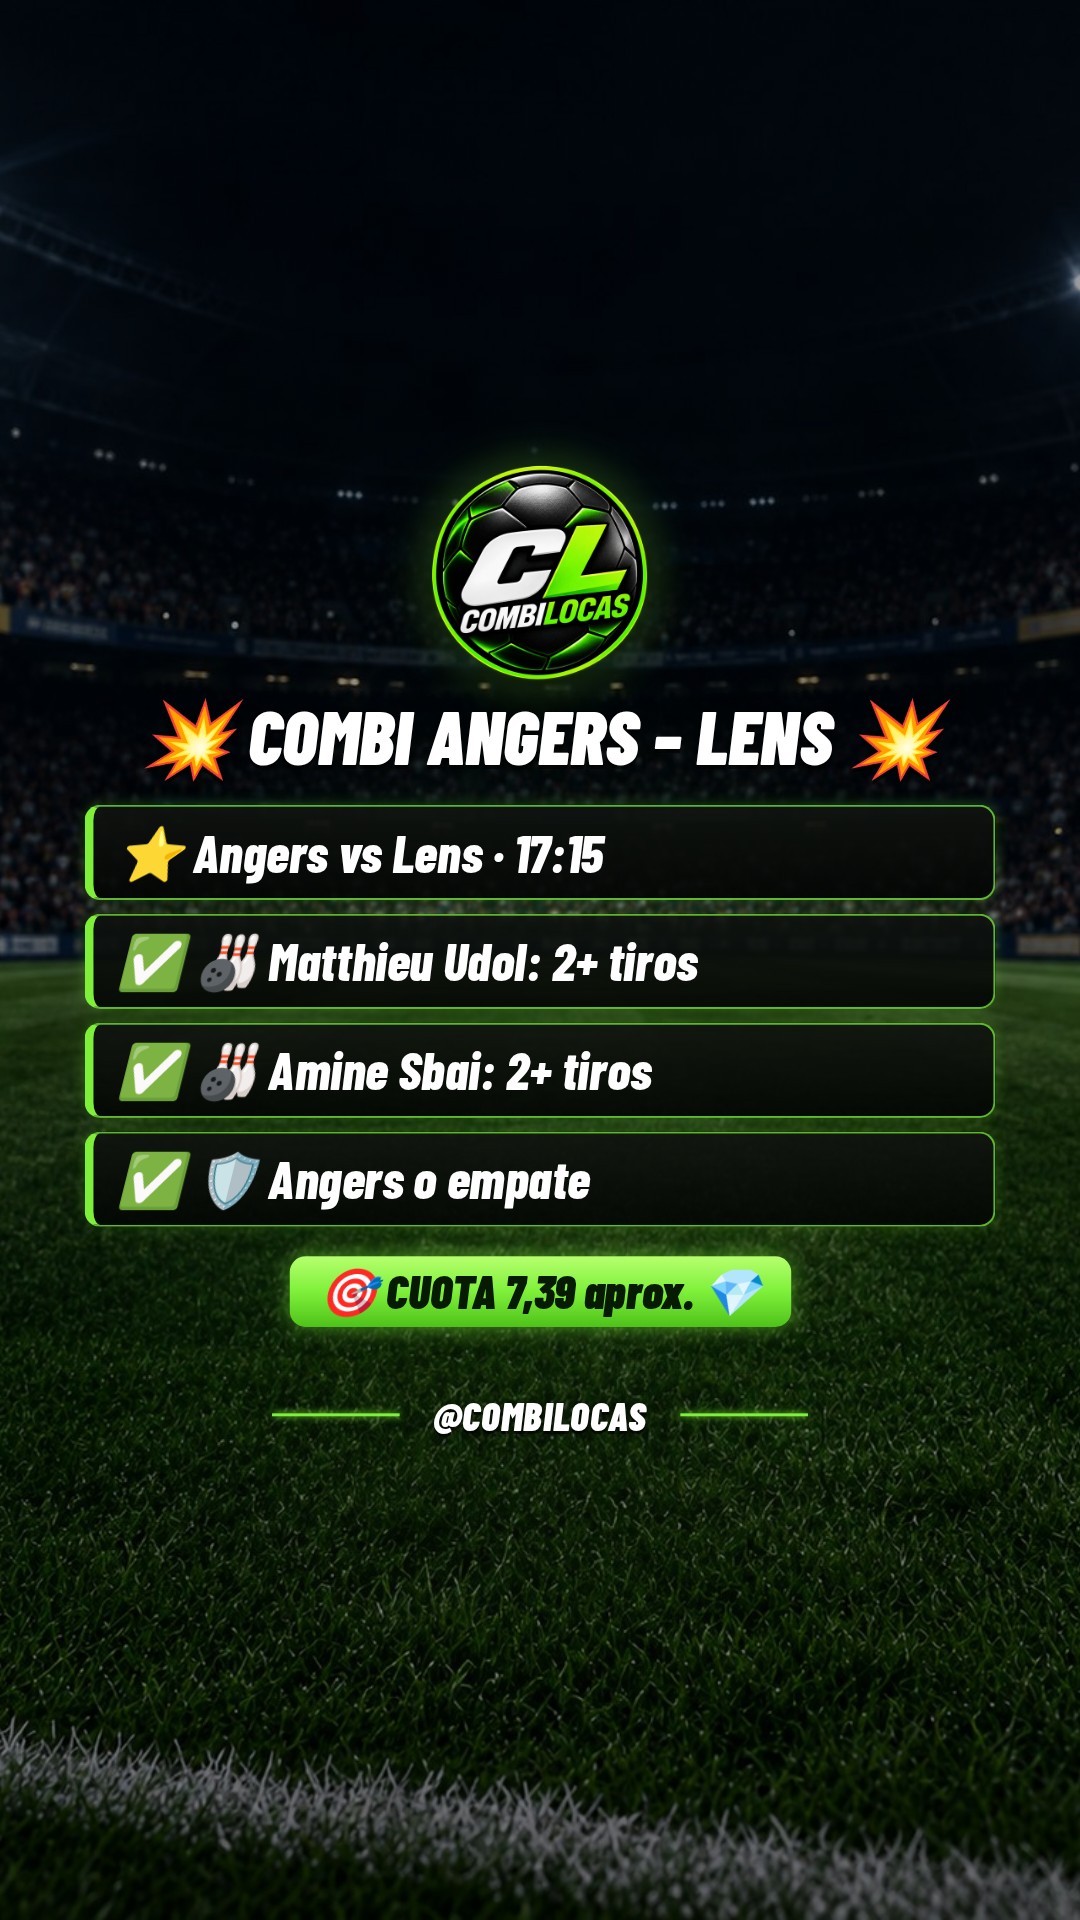 CL
COMBILOCAS
💥 COMBI ANGERS - LENS 💥
⭐ Angers vs Lens · 17:15
✅ 🎳 Matthieu Udol: 2+ tiros
✅ 🎳 Amine Sbai: 2+ tiros
✅ 🛡️ Angers o empate
🎯 CUOTA 7,39 aprox. 💎
@COMBILOCAS